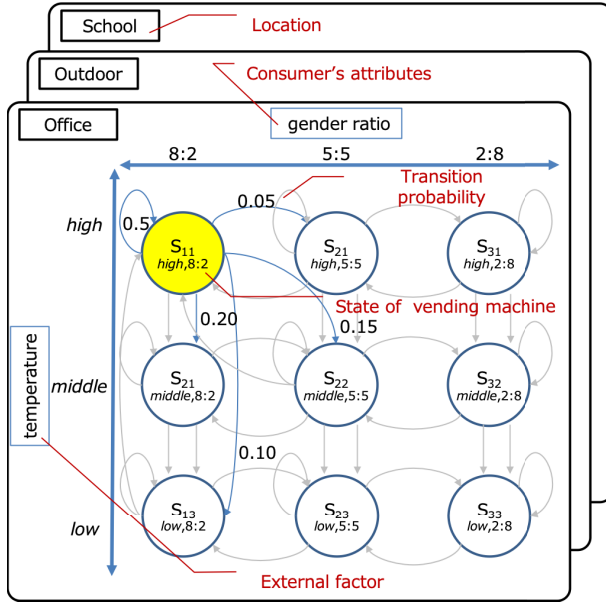 School
Location
Outdoor
Consumer's attributes
Office
gender ratio
8:2
5:5
2:8
Transition
probability
high
0.5
0.05
S11
high,8:2
S21
high,5:5
S31
high,2:8
State of vending machine
0.20
0.15
temperature
middle
S21
middle,8:2
S22
middle,5:5
S32
middle,2:8
0.10
low
S13
low,8:2
S23
low,5:5
S33
low,2:8
External factor